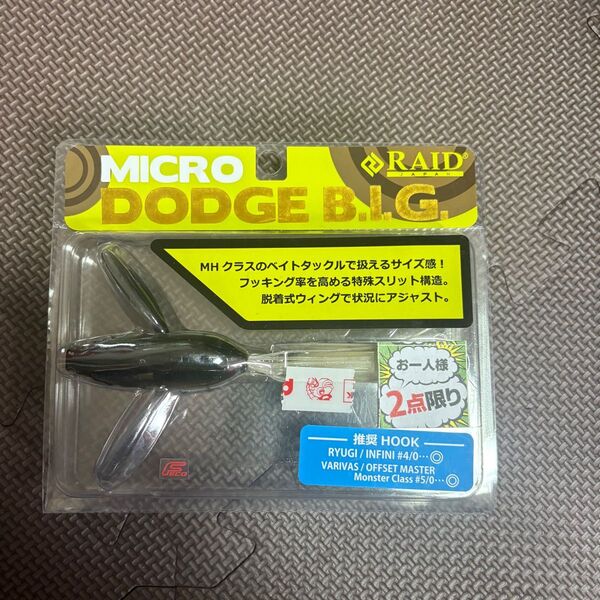 MICRO
DODGE B.I.G.
RAID®
JAPAN
MHクラスのベイトタックルで扱えるサイズ感！
フッキング率を高める特殊スリット構造。
脱着式ウィングで状況にアジャスト。
お一人様
2点限り
Feco
推奨 HOOK
RYUGI / INFINI #4/0…◎
VARIVAS / OFFSET MASTER
Monster Class #5/0…◎